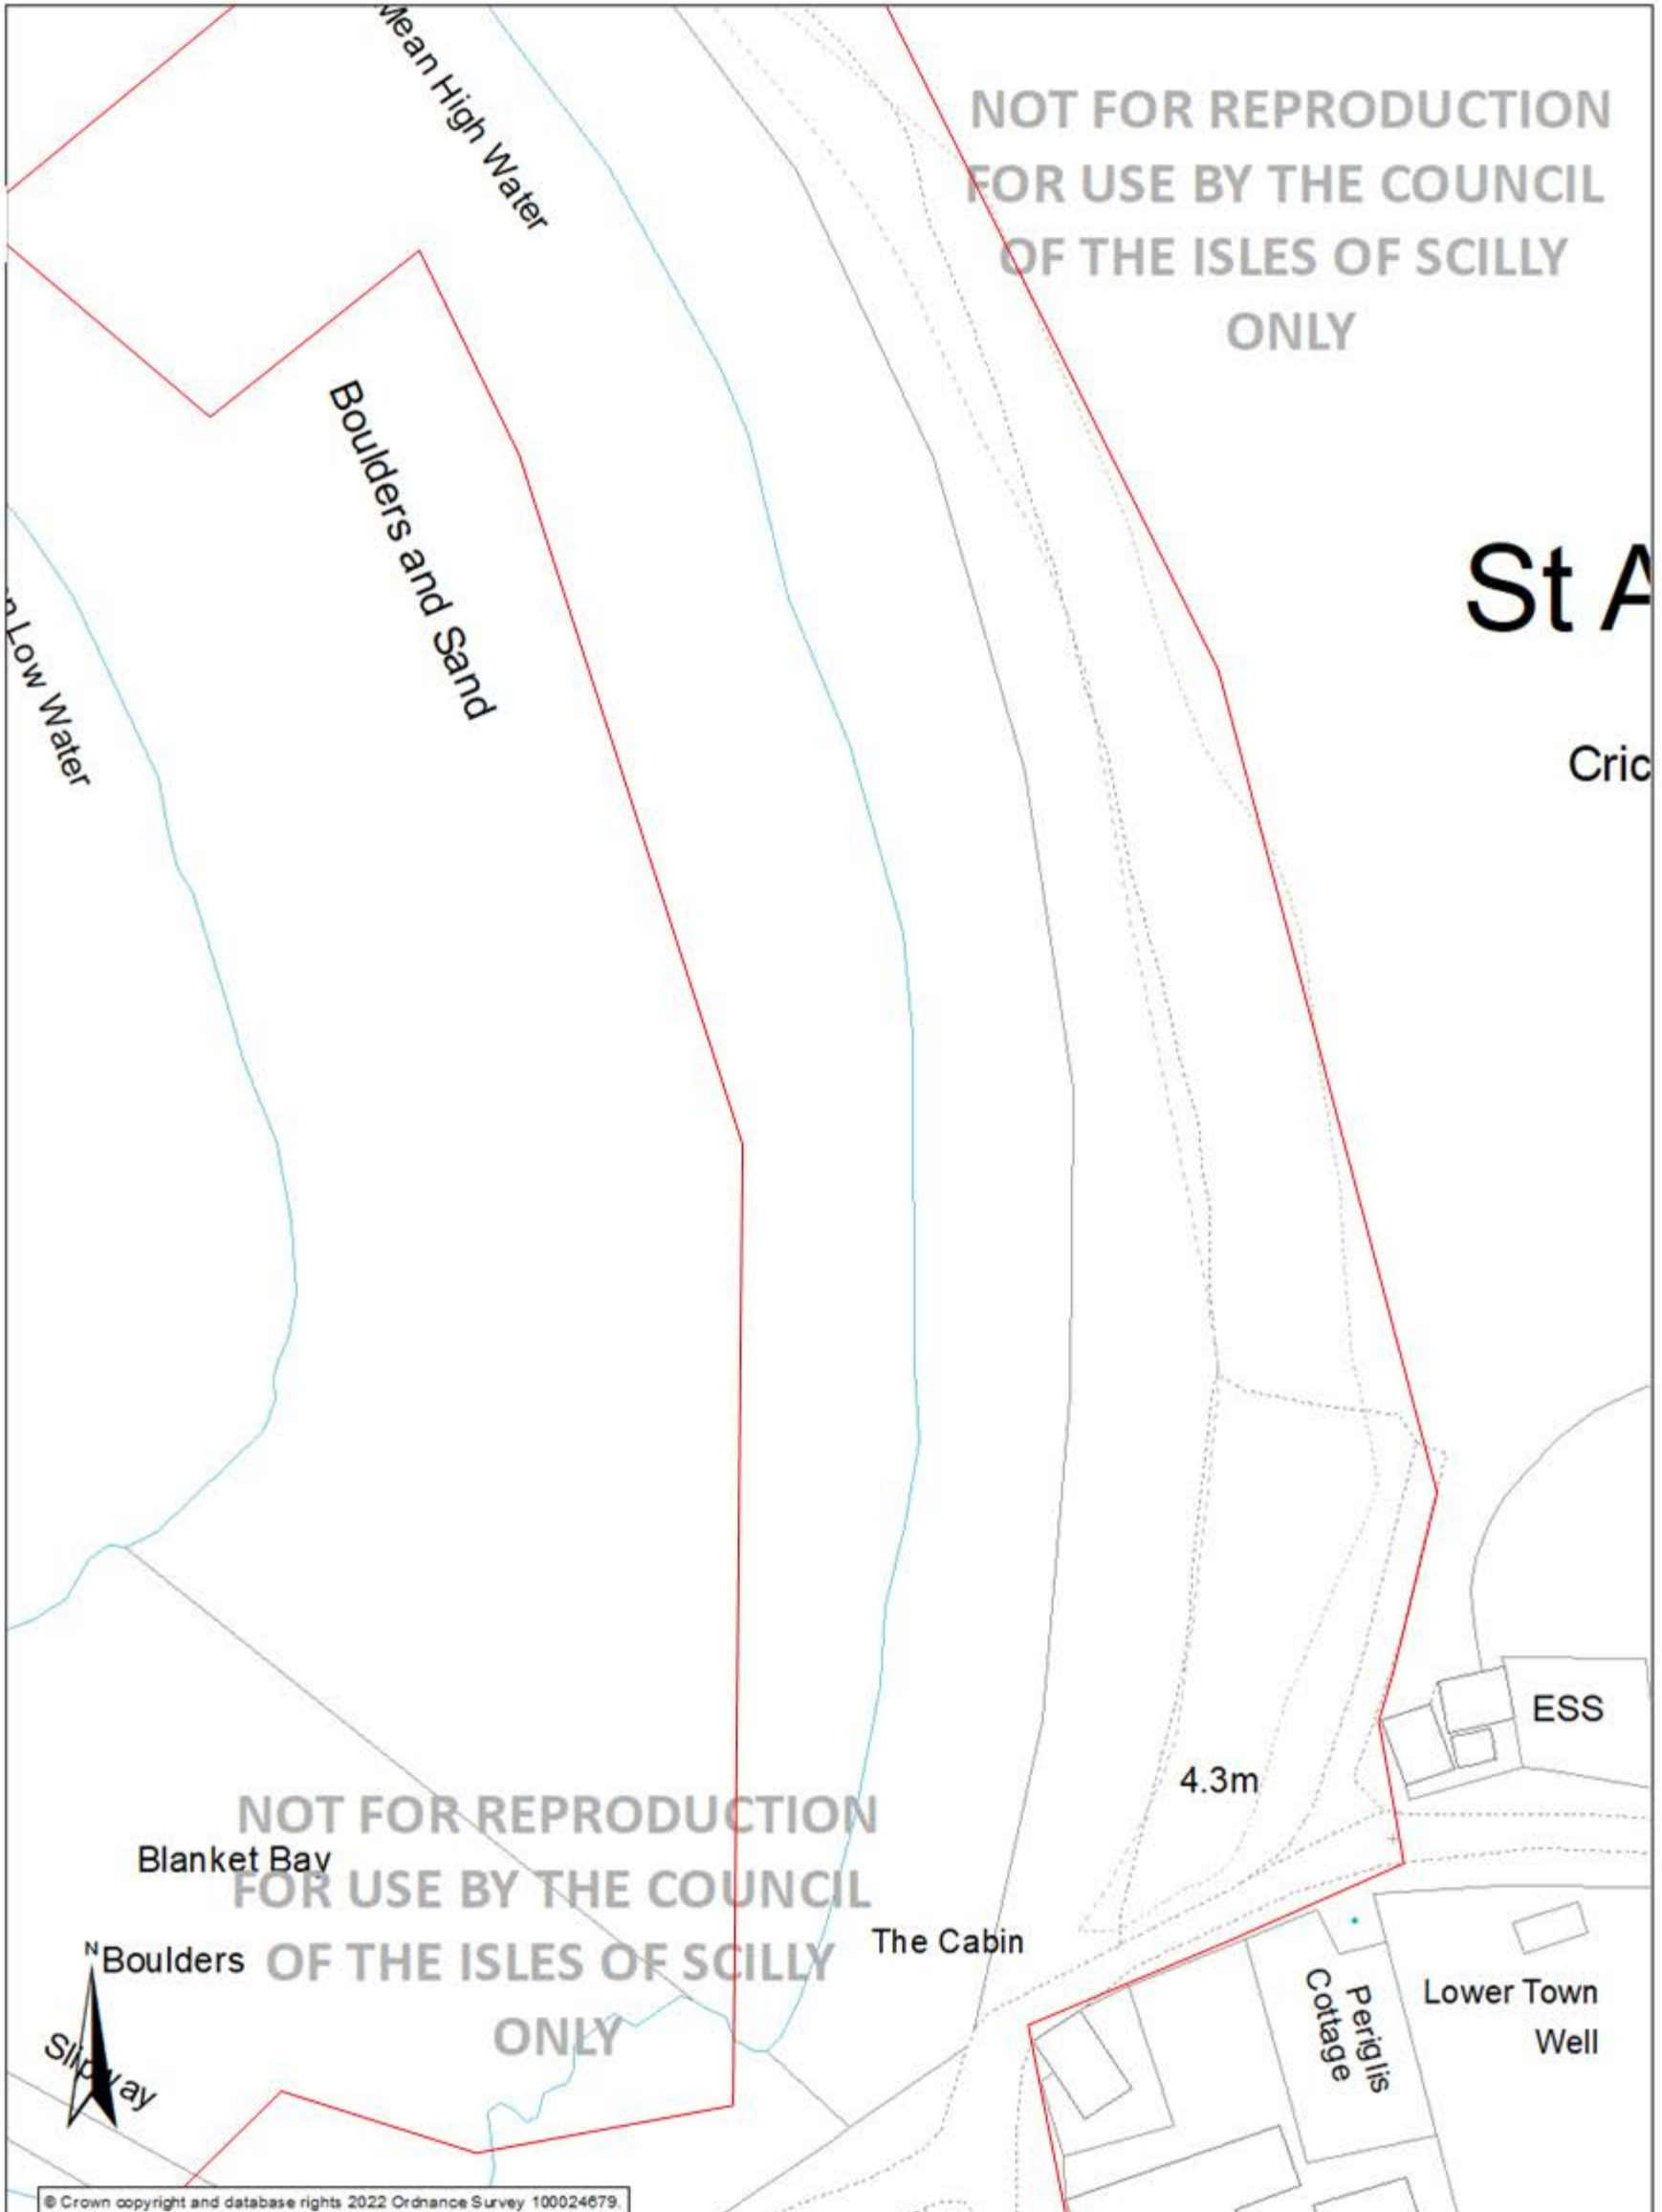 Mean High Water
NOT FOR REPRODUCTION
FOR USE BY THE COUNCIL
OF THE ISLES OF SCILLY
ONLY
Boulders and Sand
St A
Low Water
Cric
ESS
4.3m
NOT FOR REPRODUCTION
FOR USE BY THE COUNCIL
OF THE ISLES OF SCILLY
ONLY
Blanket Bay
The Cabin
N
Boulders
Slipway
Periglis
Cottage
Lower Town
Well
© Crown copyright and database rights 2022 Ordnance Survey 100024679.